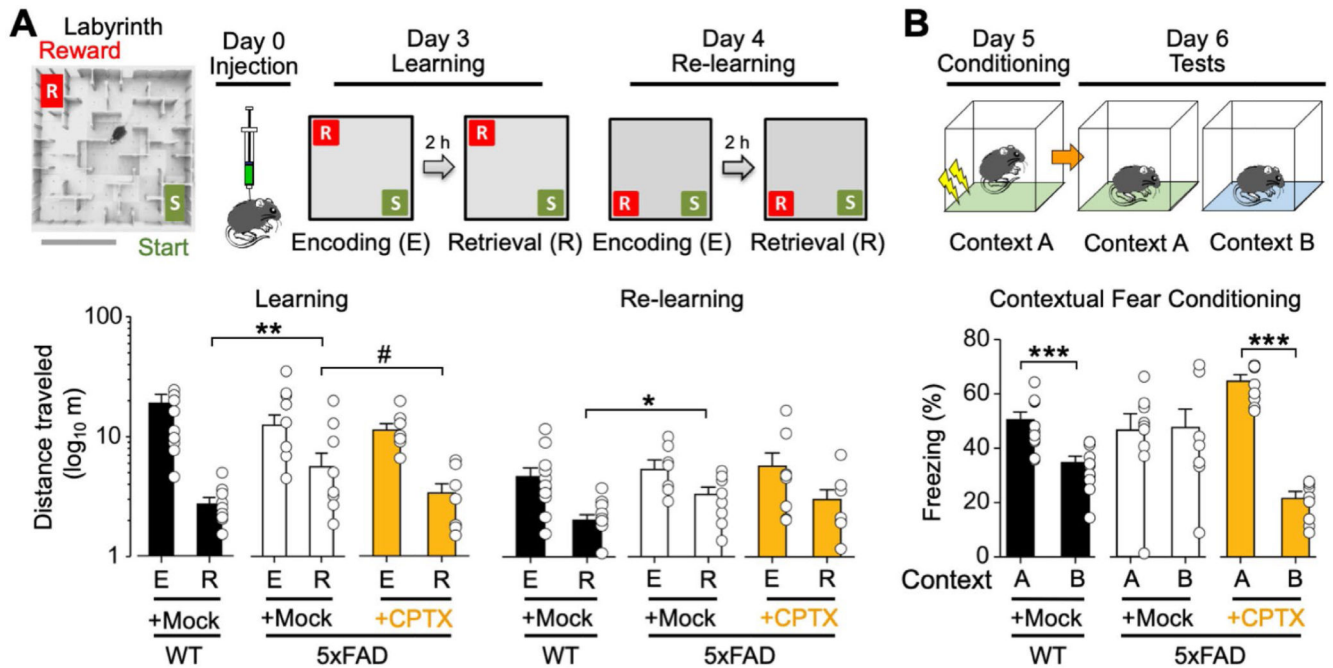 A
Labyrinth
Reward
R
S
Start
Day 0
Injection
Day 3
Learning
R
S
2 h
R
S
Encoding (E)
Retrieval (R)
Day 4
Re-learning
R
S
2 h
R
S
Encoding (E)
Retrieval (R)
B
Day 5
Conditioning
Day 6
Tests
Context A
Context A
Context B
Learning
Re-learning
Distance traveled
(log10 m)
100
10
1
**
#
*
E R E R E R
+Mock +Mock +CPTX
WT 5xFAD
E R E R E R
+Mock +Mock +CPTX
WT 5xFAD
Contextual Fear Conditioning
Freezing (%)
80
60
40
20
0
*** ***
Context A B A B A B
+Mock +Mock +CPTX
WT 5xFAD